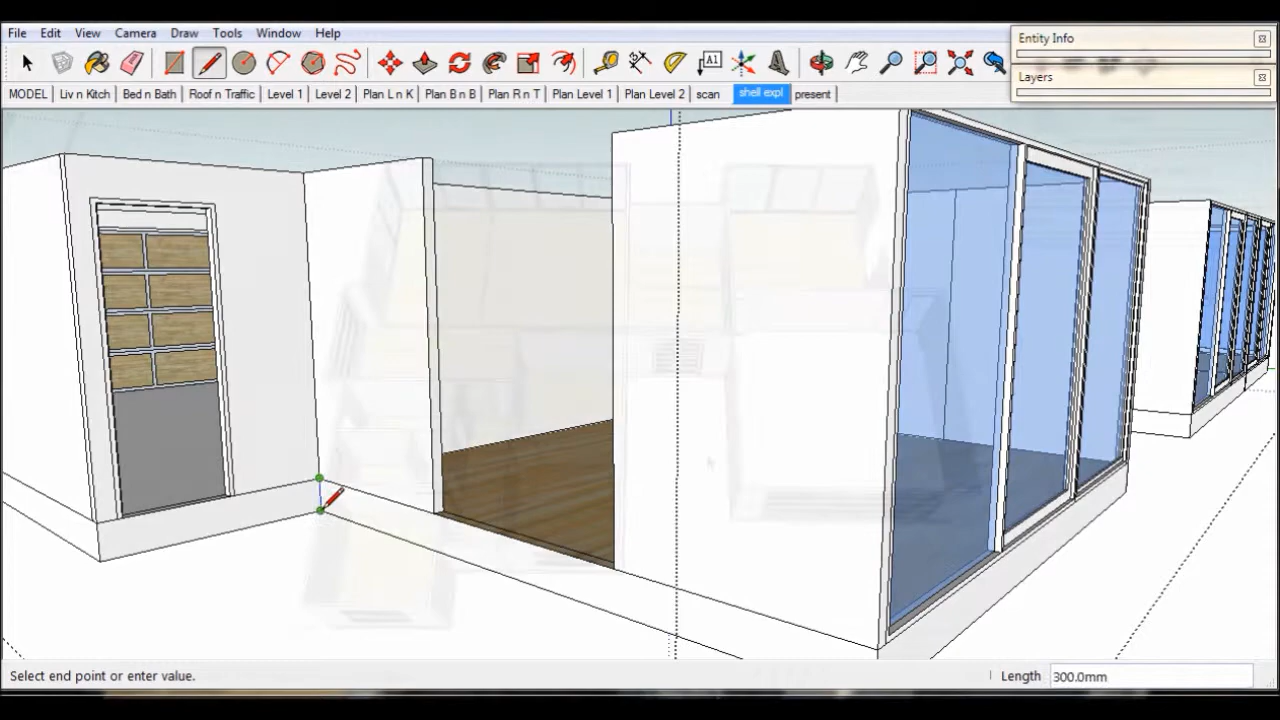 File Edit View Camera Draw Tools Window Help
Entity Info
A1
Layers
MODEL Liv n Kitch Bed n Bath Roof n Traffic Level 1 Level 2 Plan L n K Plan B n B Plan R n T Plan Level 1 Plan Level 2 scan shell expl present
Select end point or enter value. Length 300.0mm